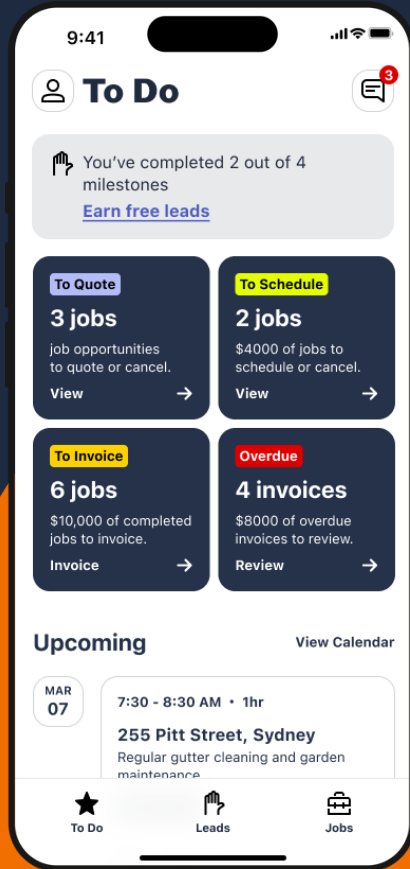 9:41
To Do
3
You've completed 2 out of 4
milestones
Earn free leads
To Quote
3 jobs
job opportunities
to quote or cancel.
View
To Schedule
2 jobs
$4000 of jobs to
schedule or cancel.
View
To Invoice
6 jobs
$10,000 of completed
jobs to invoice.
Invoice
Overdue
4 invoices
$8000 of overdue
invoices to review.
Review
Upcoming
View Calendar
MAR
07
7:30 - 8:30 AM • 1hr
255 Pitt Street, Sydney
Regular gutter cleaning and garden
maintenance
To Do
Leads
Jobs